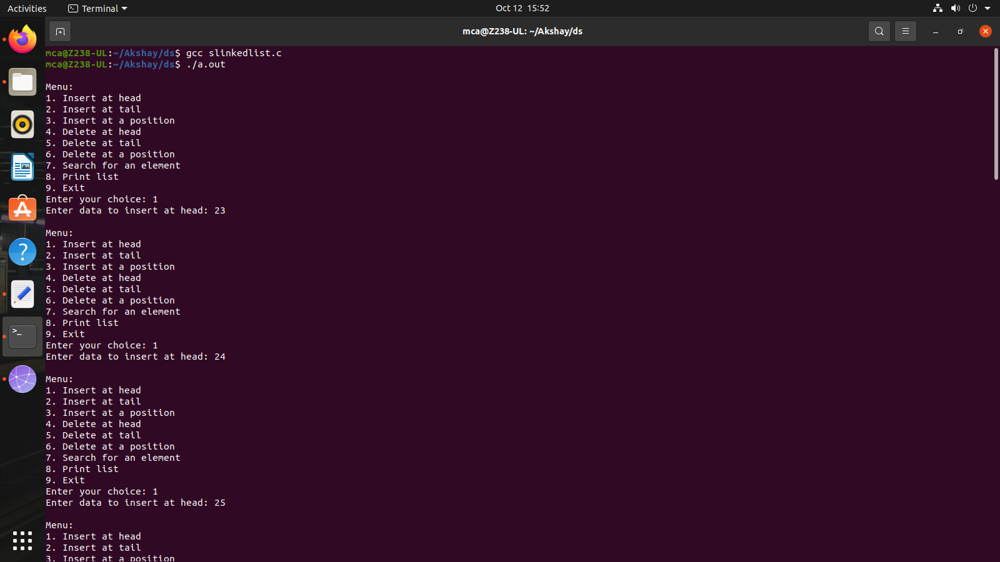 Activities
Terminal
Oct 12 15:52
mca@Z238-UL: ~/Akshay/ds
mca@Z238-UL:~/Akshay/ds$ gcc slinkedlist.c
mca@Z238-UL:~/Akshay/ds$ ./a.out
Menu:
1. Insert at head
2. Insert at tail
3. Insert at a position
4. Delete at head
5. Delete at tail
6. Delete at a position
7. Search for an element
8. Print list
9. Exit
Enter your choice: 1
Enter data to insert at head: 23
Menu:
1. Insert at head
2. Insert at tail
3. Insert at a position
4. Delete at head
5. Delete at tail
6. Delete at a position
7. Search for an element
8. Print list
9. Exit
Enter your choice: 1
Enter data to insert at head: 24
Menu:
1. Insert at head
2. Insert at tail
3. Insert at a position
4. Delete at head
5. Delete at tail
6. Delete at a position
7. Search for an element
8. Print list
9. Exit
Enter your choice: 1
Enter data to insert at head: 25
Menu:
1. Insert at head
2. Insert at tail
3. Insert at a position